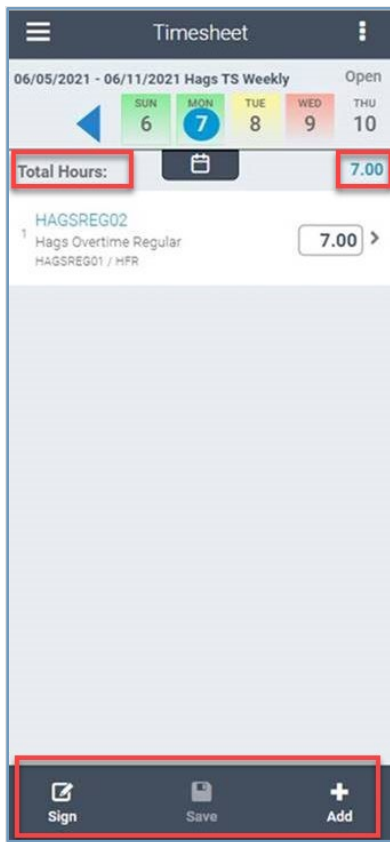 Timesheet
06/05/2021 - 06/11/2021 Hags TS Weekly Open
SUN MON TUE WED THU
6 7 8 9 10
Total Hours: 7.00
HAGSREG02
1 Hags Overtime Regular 7.00
HAGSREG01 / HFR
Sign Save Add